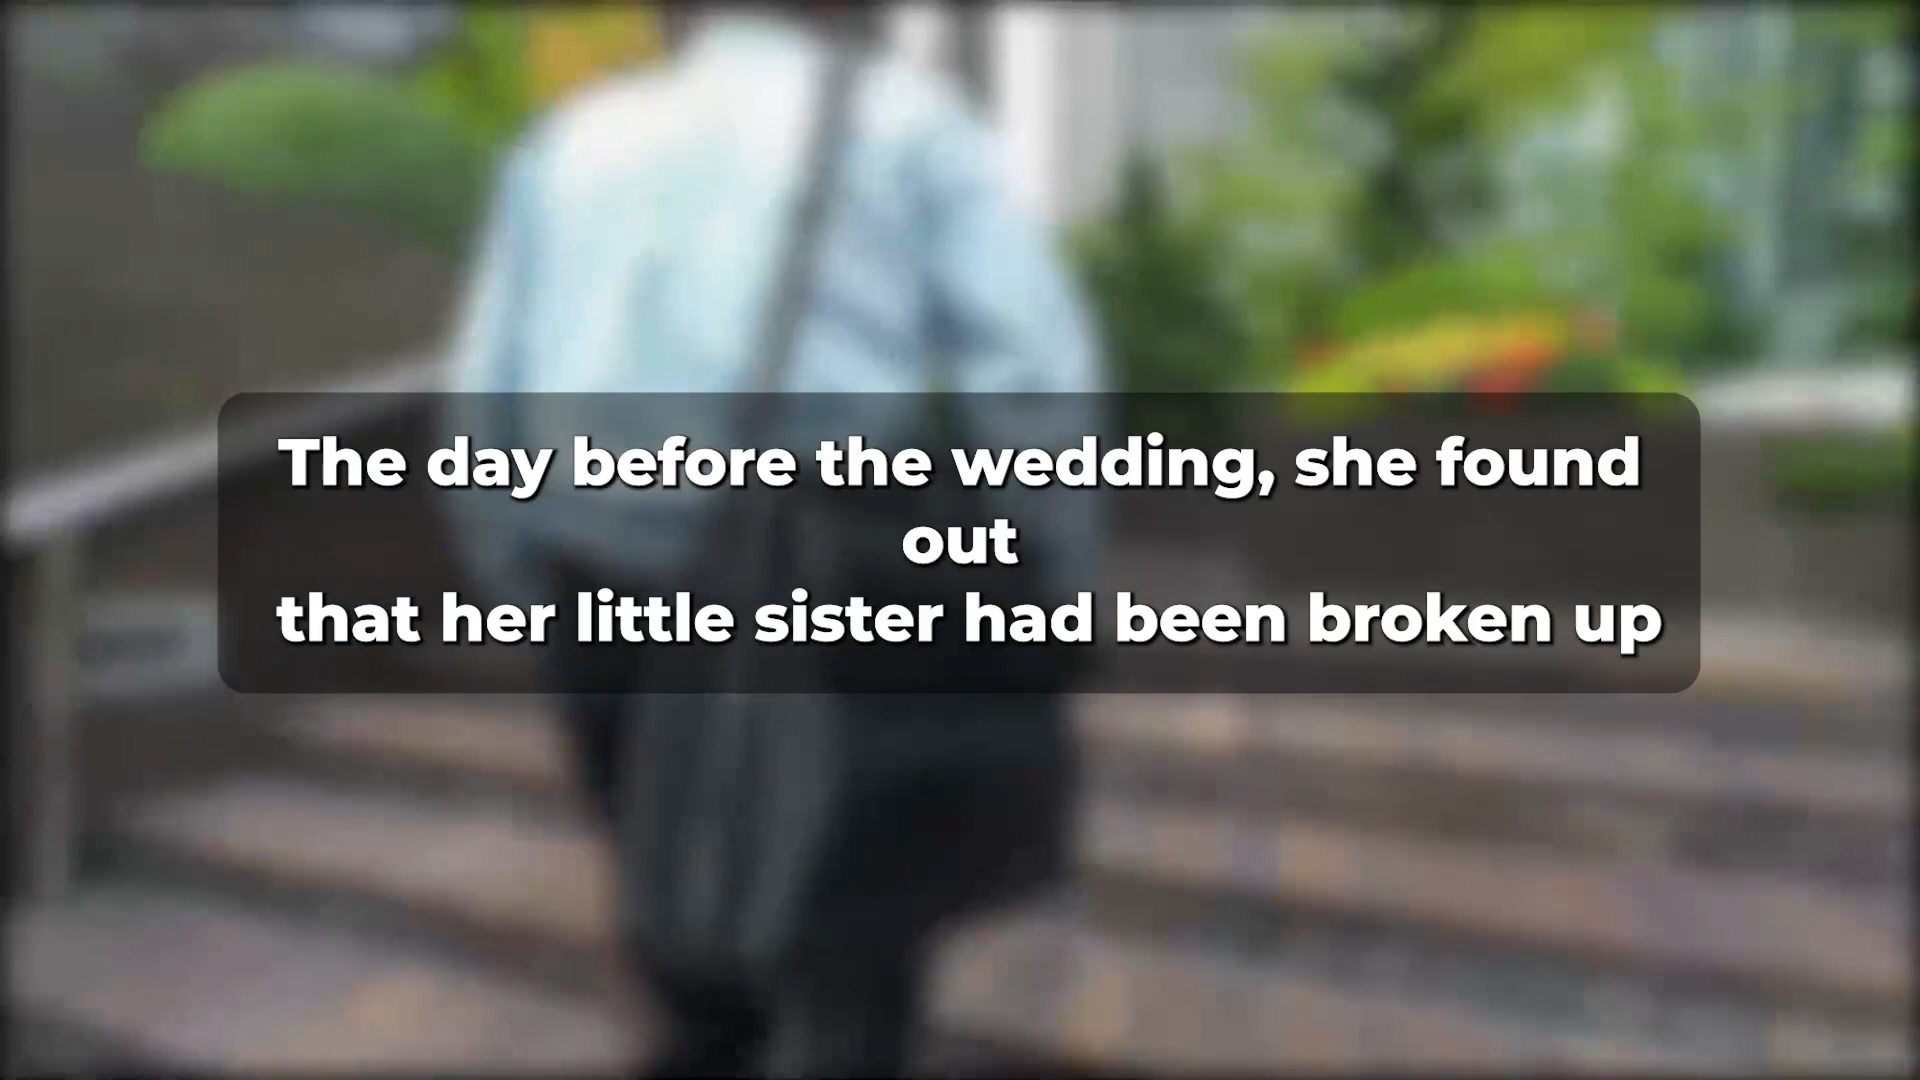 The day before the wedding, she found
out
that her little sister had been broken up